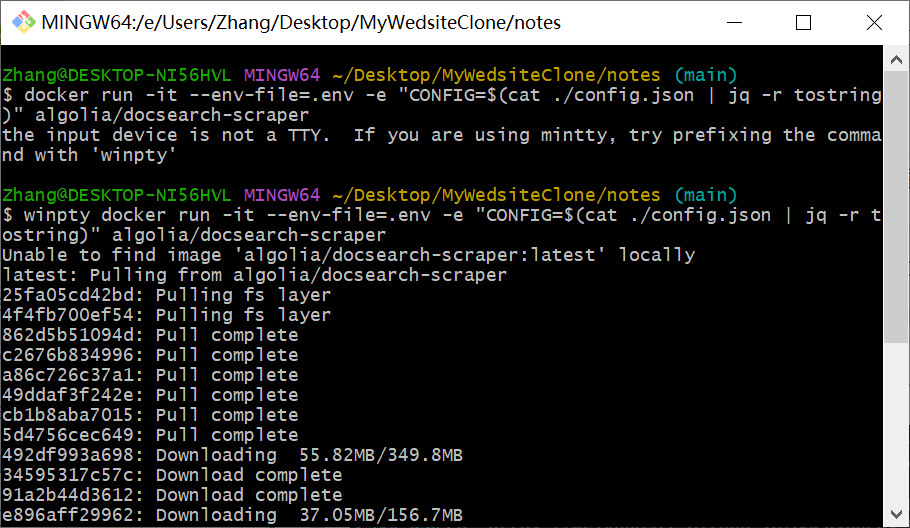 MINGW64:/e/Users/Zhang/Desktop/MyWedsiteClone/notes
Zhang@DESKTOP-NI56HVL MINGW64 ~/Desktop/MyWedsiteClone/notes (main)
$ docker run -it --env-file=.env -e "CONFIG=$(cat ./config.json | jq -r tostring
)" algolia/docsearch-scraper
the input device is not a TTY.  If you are using mintty, try prefixing the comma
nd with 'winpty'
Zhang@DESKTOP-NI56HVL MINGW64 ~/Desktop/MyWedsiteClone/notes (main)
$ winpty docker run -it --env-file=.env -e "CONFIG=$(cat ./config.json | jq -r t
ostring)" algolia/docsearch-scraper
Unable to find image 'algolia/docsearch-scraper:latest' locally
latest: Pulling from algolia/docsearch-scraper
25fa05cd42bd: Pulling fs layer
4f4fb700ef54: Pulling fs layer
862d5b51094d: Pull complete
c2676b834996: Pull complete
a86c726c37a1: Pull complete
49ddaf3f242e: Pull complete
cb1b8aba7015: Pull complete
5d4756cec649: Pull complete
492df993a698: Downloading  55.82MB/349.8MB
34595317c57c: Download complete
91a2b44d3612: Download complete
e896aff29962: Downloading  37.05MB/156.7MB